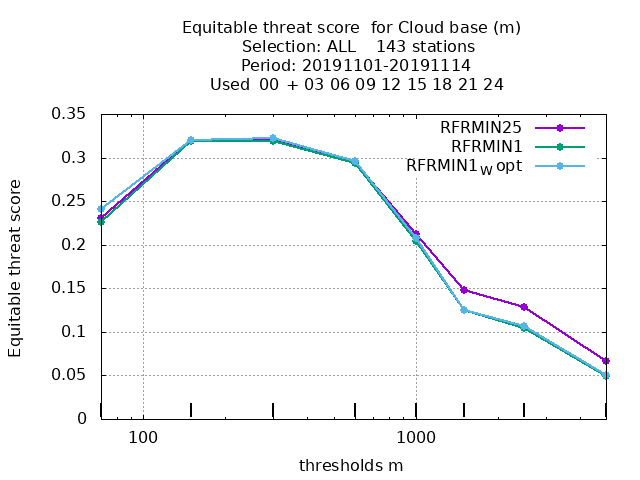 Equitable threat score  for Cloud base (m)
Selection: ALL    143 stations
Period: 20191101-20191114
Used  00 + 03 06 09 12 15 18 21 24
RFRMIN25
RFRMIN1
RFRMIN1W opt
0.35
0.3
0.25
0.2
0.15
0.1
0.05
0
Equitable threat score
100
1000
thresholds m